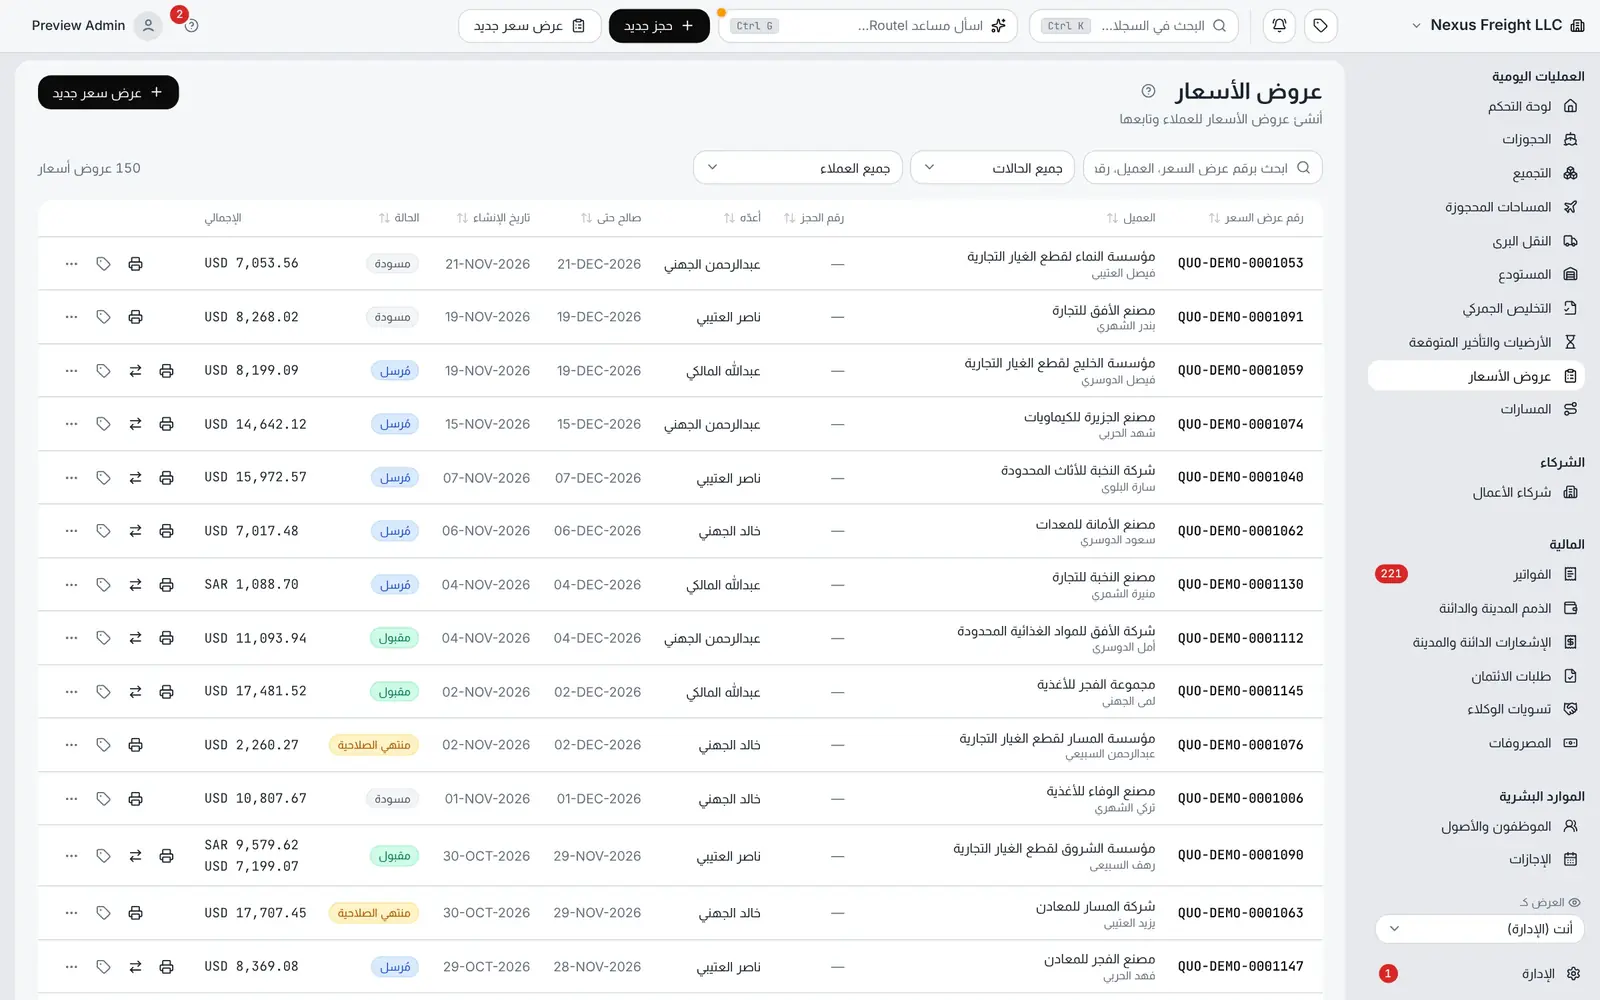 Nexus Freight LLC
البحث في السجلا...
Ctrl K
اسأل مساعد Routel...
Ctrl G
حجز جديد
عرض سعر جديد
2
Preview Admin
العمليات اليومية
لوحة التحكم
الحجوزات
التجميع
المساحات المحجوزة
النقل البري
المستودع
التخليص الجمركي
الأرضيات والتأخير المتوقعة
عروض الأسعار
المسارات
الشركاء
شركاء الأعمال
المالية
الفواتير
221
الذمم المدينة والدائنة
الإشعارات الدائنة والمدينة
طلبات الائتمان
تسويات الوكلاء
المصروفات
الموارد البشرية
الموظفون والأصول
الإجازات
العرض كـ
أنت (الإدارة)
الإدارة
1
عروض الأسعار
أنشئ عروض الأسعار للعملاء وتابعها
عرض سعر جديد
ابحث برقم عرض السعر، العميل، رقم
جميع الحالات
جميع العملاء
150 عروض أسعار
رقم عرض السعر العميل رقم الحجز أعدّه صالح حتى تاريخ الإنشاء الحالة الإجمالي
QUO-DEMO-0001053 مؤسسة النماء لقطع الغيار التجارية — عبدالرحمن الجهني 21-DEC-2026 21-NOV-2026 مسودة USD 7,053.56
فيصل العتيبي
QUO-DEMO-0001091 مصنع الأفق للتجارة — ناصر العتيبي 19-DEC-2026 19-NOV-2026 مسودة USD 8,268.02
بندر الشهري
QUO-DEMO-0001059 مؤسسة الخليج لقطع الغيار التجارية — عبدالله المالكي 19-DEC-2026 19-NOV-2026 مُرسل USD 8,199.09
فيصل الدوسري
QUO-DEMO-0001074 مصنع الجزيرة للكيماويات — عبدالرحمن الجهني 15-DEC-2026 15-NOV-2026 مُرسل USD 14,642.12
شهد الحربي
QUO-DEMO-0001040 شركة النخبة للأثاث المحدودة — ناصر العتيبي 07-DEC-2026 07-NOV-2026 مُرسل USD 15,972.57
سارة البلوي
QUO-DEMO-0001062 مصنع الأمانة للمعدات — خالد الجهني 06-DEC-2026 06-NOV-2026 مُرسل USD 7,017.48
سعود الدوسري
QUO-DEMO-0001130 مصنع النخبة للتجارة — عبدالله المالكي 04-DEC-2026 04-NOV-2026 مُرسل SAR 1,088.70
منيرة الشمري
QUO-DEMO-0001112 شركة الأفق للمواد الغذائية المحدودة — عبدالرحمن الجهني 04-DEC-2026 04-NOV-2026 مقبول USD 11,093.94
أمل الدوسري
QUO-DEMO-0001145 مجموعة الفجر للأغذية — عبدالله المالكي 02-DEC-2026 02-NOV-2026 مقبول USD 17,481.52
لمى الجهني
QUO-DEMO-0001076 مؤسسة المسار لقطع الغيار التجارية — خالد الجهني 02-DEC-2026 02-NOV-2026 منتهي الصلاحية USD 2,260.27
عبدالرحمن السبيعي
QUO-DEMO-0001006 مصنع الوفاء للأغذية — خالد الجهني 01-DEC-2026 01-NOV-2026 مسودة USD 10,807.67
تركي الشهري
QUO-DEMO-0001090 مؤسسة الشروق لقطع الغيار التجارية — ناصر العتيبي 29-NOV-2026 30-OCT-2026 مقبول SAR 9,579.62
رهف السبيعي USD 7,199.07
QUO-DEMO-0001063 شركة المسار للمعادن — خالد الجهني 29-NOV-2026 30-OCT-2026 منتهي الصلاحية USD 17,707.45
يزيد العتيبي
QUO-DEMO-0001147 مصنع الفجر للمعادن — ناصر العتيبي 28-NOV-2026 29-OCT-2026 مُرسل USD 8,369.08
فهد الحربي